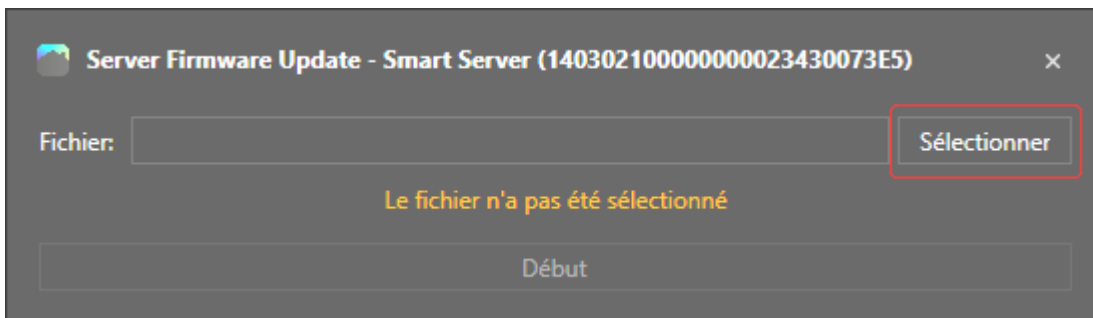 Server Firmware Update - Smart Server (140302100000000023430073E5)
Fichier:
Sélectionner
Le fichier n'a pas été sélectionné
Début